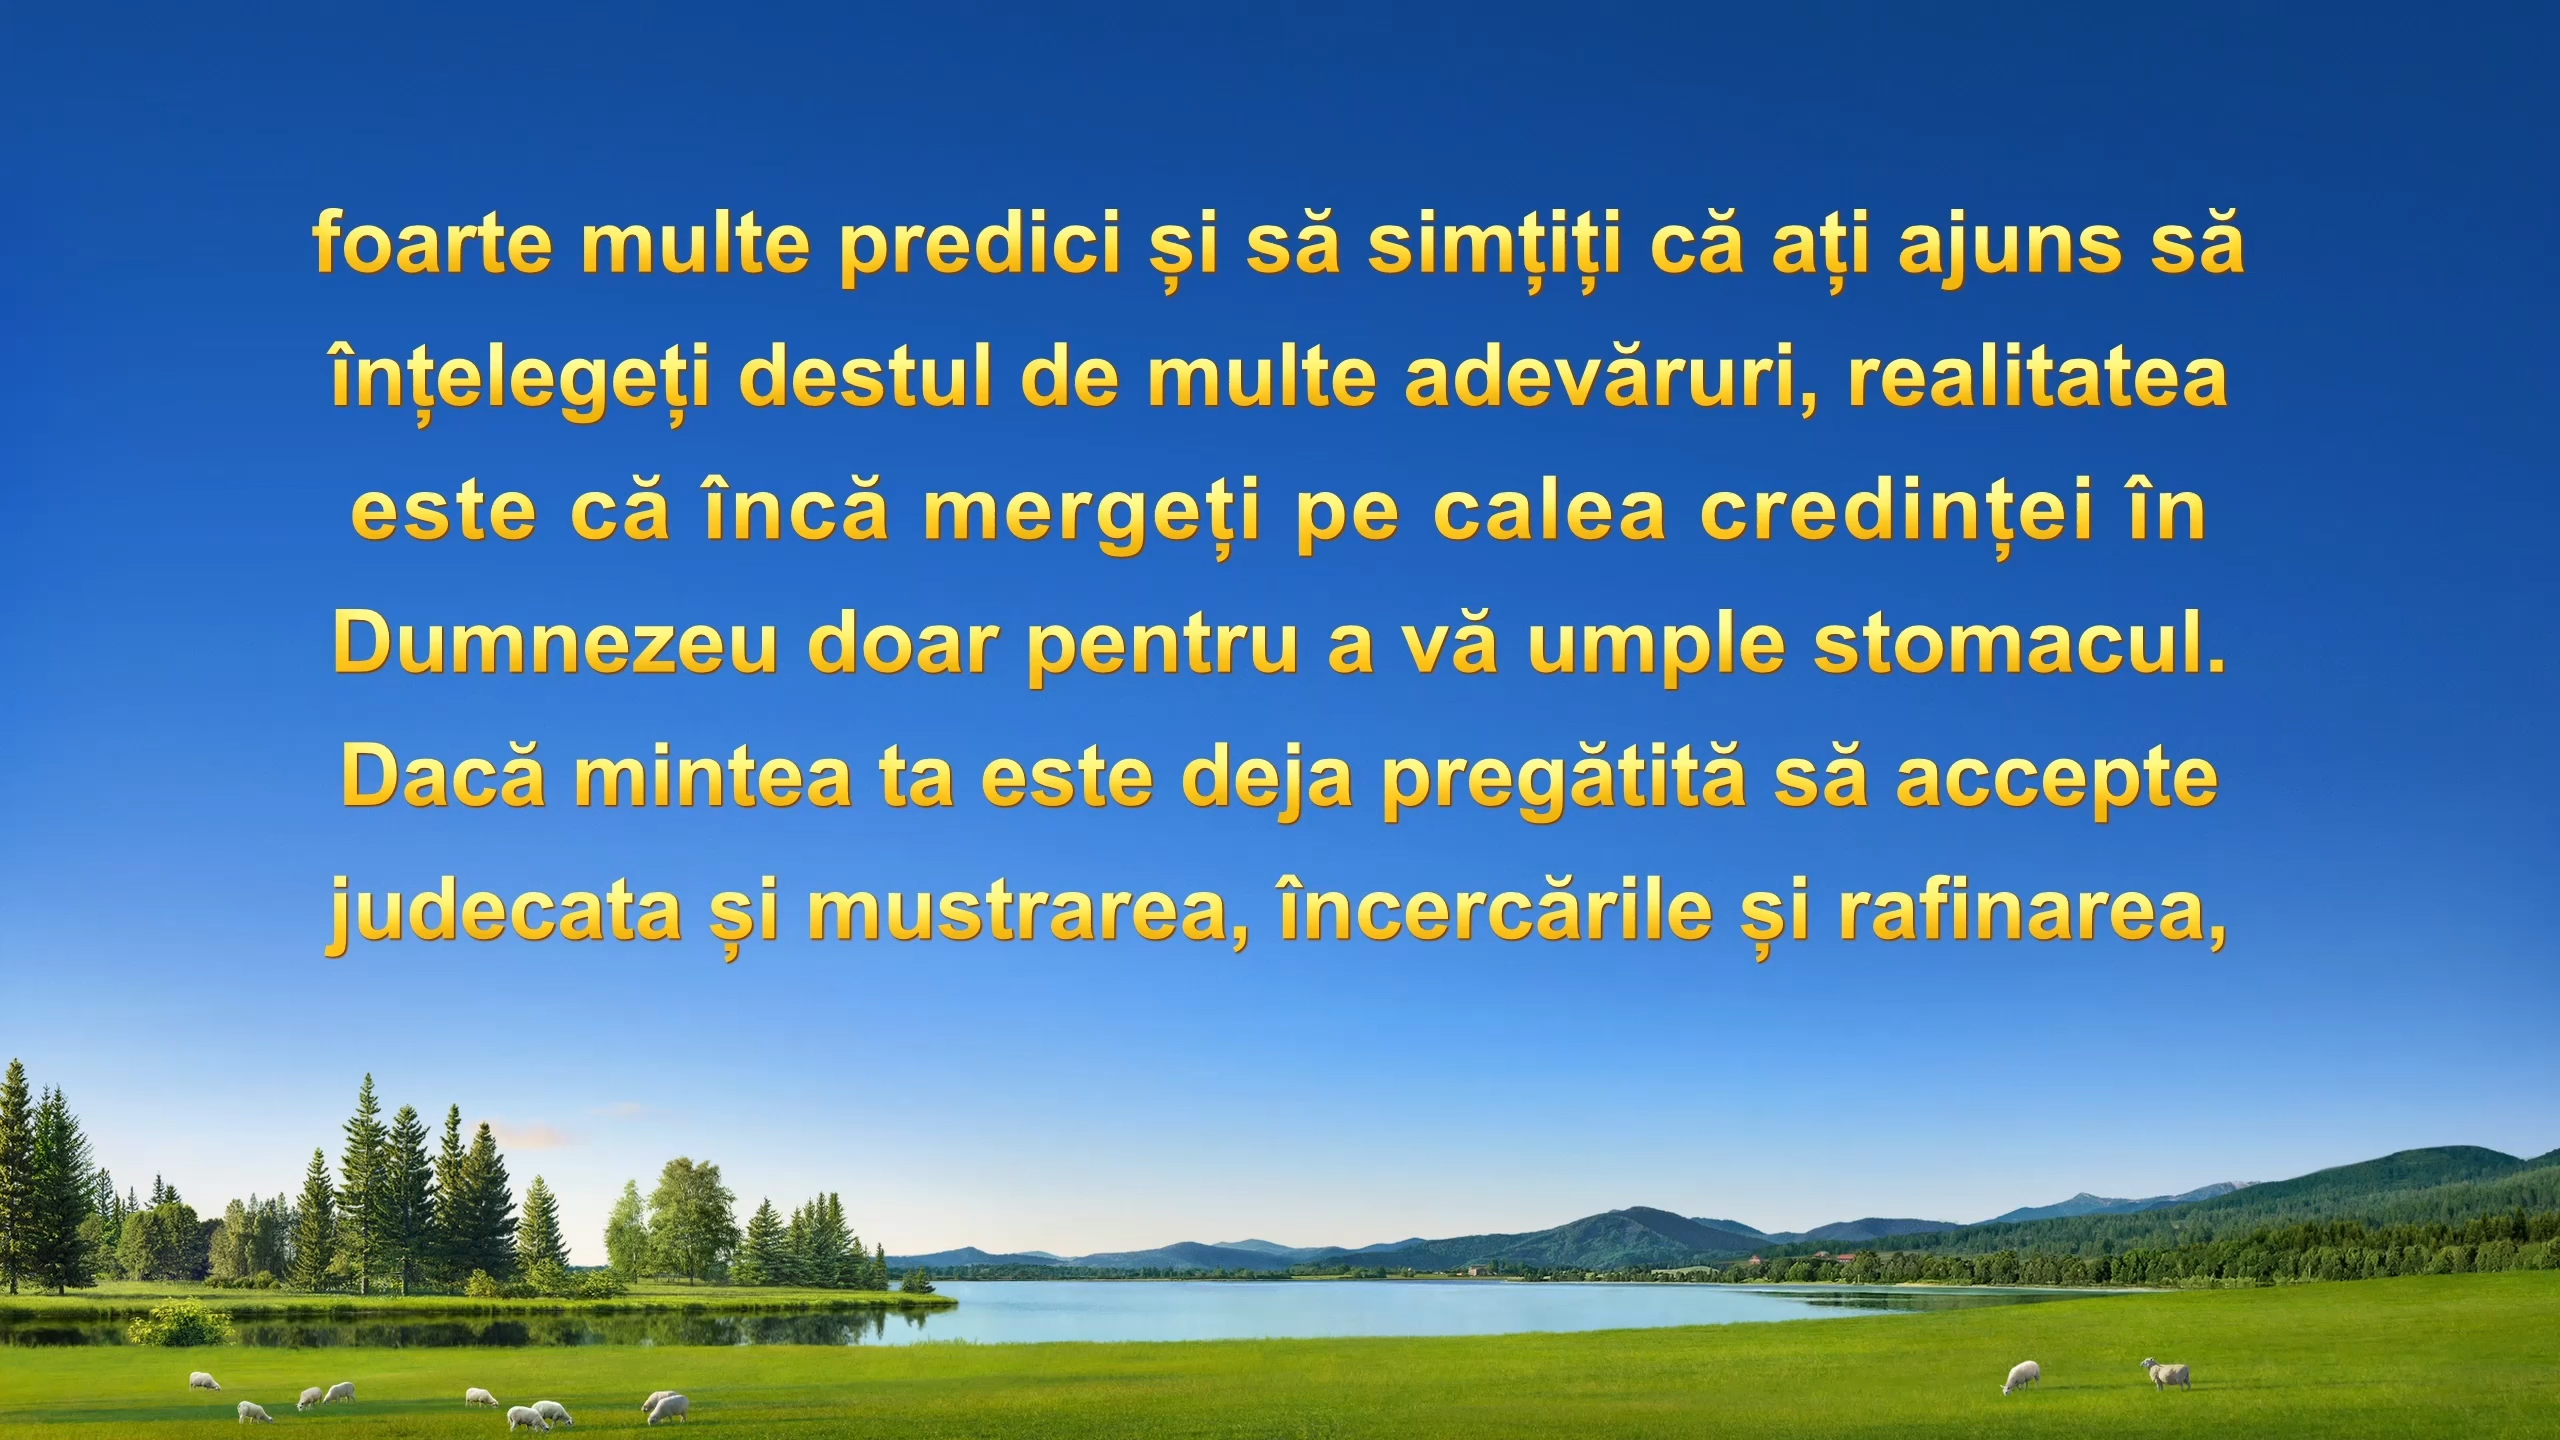 foarte multe predici și să simțiți că ați ajuns să
înțelegeți destul de multe adevăruri, realitatea
este că încă mergeți pe calea credinței în
Dumnezeu doar pentru a vă umple stomacul.
Dacă mintea ta este deja pregătită să accepte
judecata și mustrarea, încercările și rafinarea,